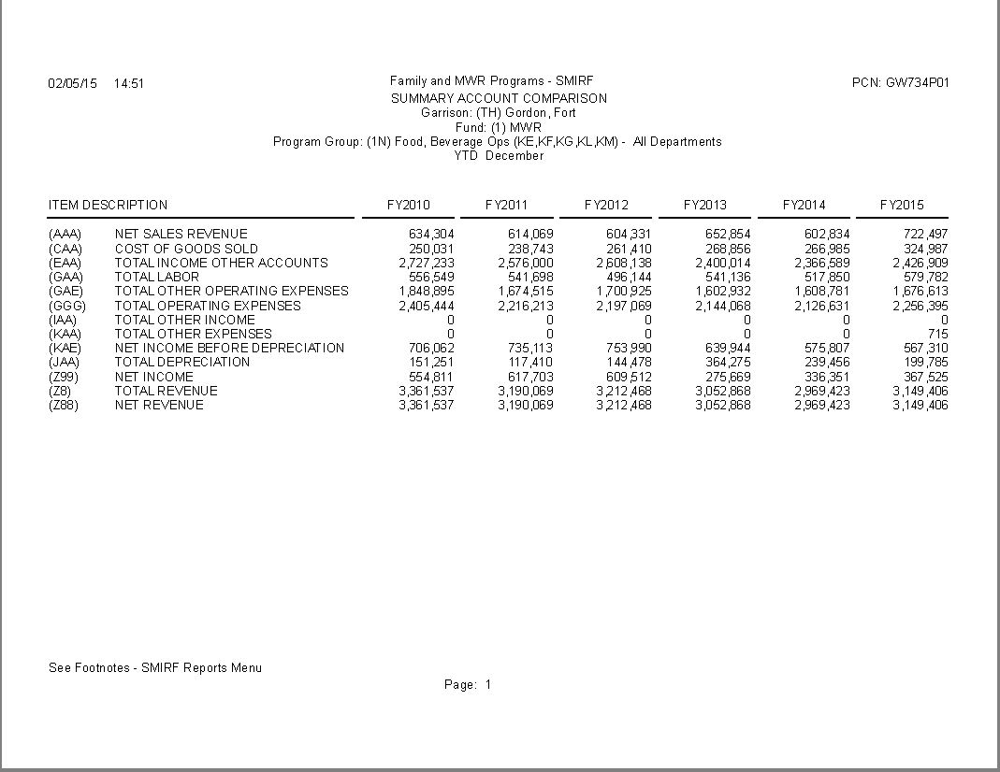 02/05/15 14:51 Family and MWR Programs - SMIRF PCN: GW734P01
SUMMARY ACCOUNT COMPARISON
Garrison: (TH) Gordon, Fort
Fund: (1) MWR
Program Group: (1N) Food, Beverage Ops (KE,KF,KG,KL,KM) - All Departments
YTD December
ITEM DESCRIPTION FY2010 FY2011 FY2012 FY2013 FY2014 FY2015
(AAA) NET SALES REVENUE 634,304 614,069 604,331 652,854 602,834 722,497
(CAA) COST OF GOODS SOLD 250,031 238,743 261,410 268,856 266,985 324,987
(EAA) TOTAL INCOME OTHER ACCOUNTS 2,727,233 2,576,000 2,608,138 2,400,014 2,366,589 2,426,909
(GAA) TOTAL LABOR 556,549 541,698 496,144 541,136 517,850 579,782
(GAE) TOTAL OTHER OPERATING EXPENSES 1,848,895 1,674,515 1,700,925 1,602,932 1,608,781 1,676,613
(GGG) TOTAL OPERATING EXPENSES 2,405,444 2,216,213 2,197,069 2,144,068 2,126,631 2,256,395
(IAA) TOTAL OTHER INCOME 0 0 0 0 0 0
(KAA) TOTAL OTHER EXPENSES 0 0 0 0 0 715
(KAE) NET INCOME BEFORE DEPRECIATION 706,062 735,113 753,990 639,944 575,807 567,310
(JAA) TOTAL DEPRECIATION 151,251 117,410 144,478 364,275 239,456 199,785
(Z99) NET INCOME 554,811 617,703 609,512 275,669 336,351 367,525
(Z8) TOTAL REVENUE 3,361,537 3,190,069 3,212,468 3,052,868 2,969,423 3,149,406
(Z88) NET REVENUE 3,361,537 3,190,069 3,212,468 3,052,868 2,969,423 3,149,406
See Footnotes - SMIRF Reports Menu
Page: 1